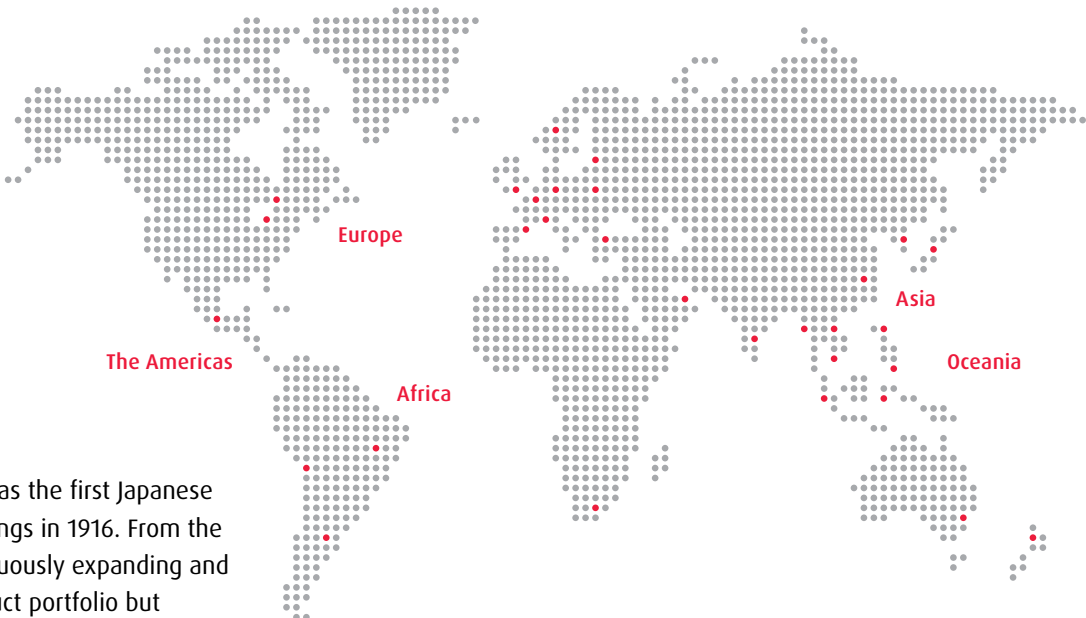 Europe
Asia
The Americas
Oceania
Africa
as the first Japanese
ngs in 1916. From the
uously expanding and
uct portfolio but